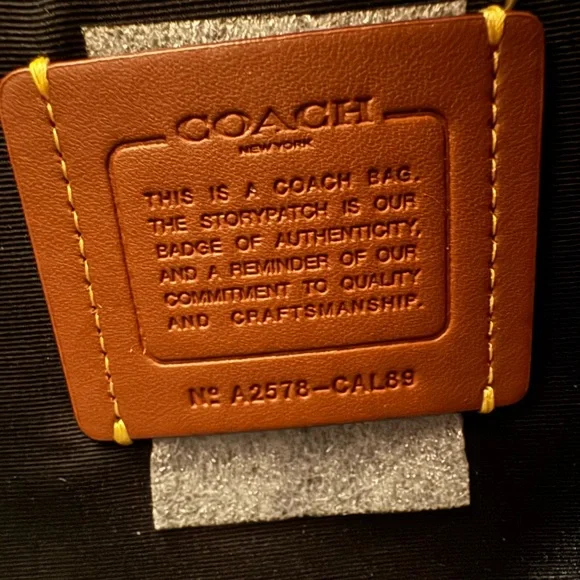 COACH
NEW YORK
THIS IS A COACH BAG.
THE STORYPATCH IS OUR
BADGE OF AUTHENTICITY,
AND A REMINDER OF OUR
COMMITMENT TO QUALITY
AND CRAFTSMANSHIP.
Nº A2578-CAL89